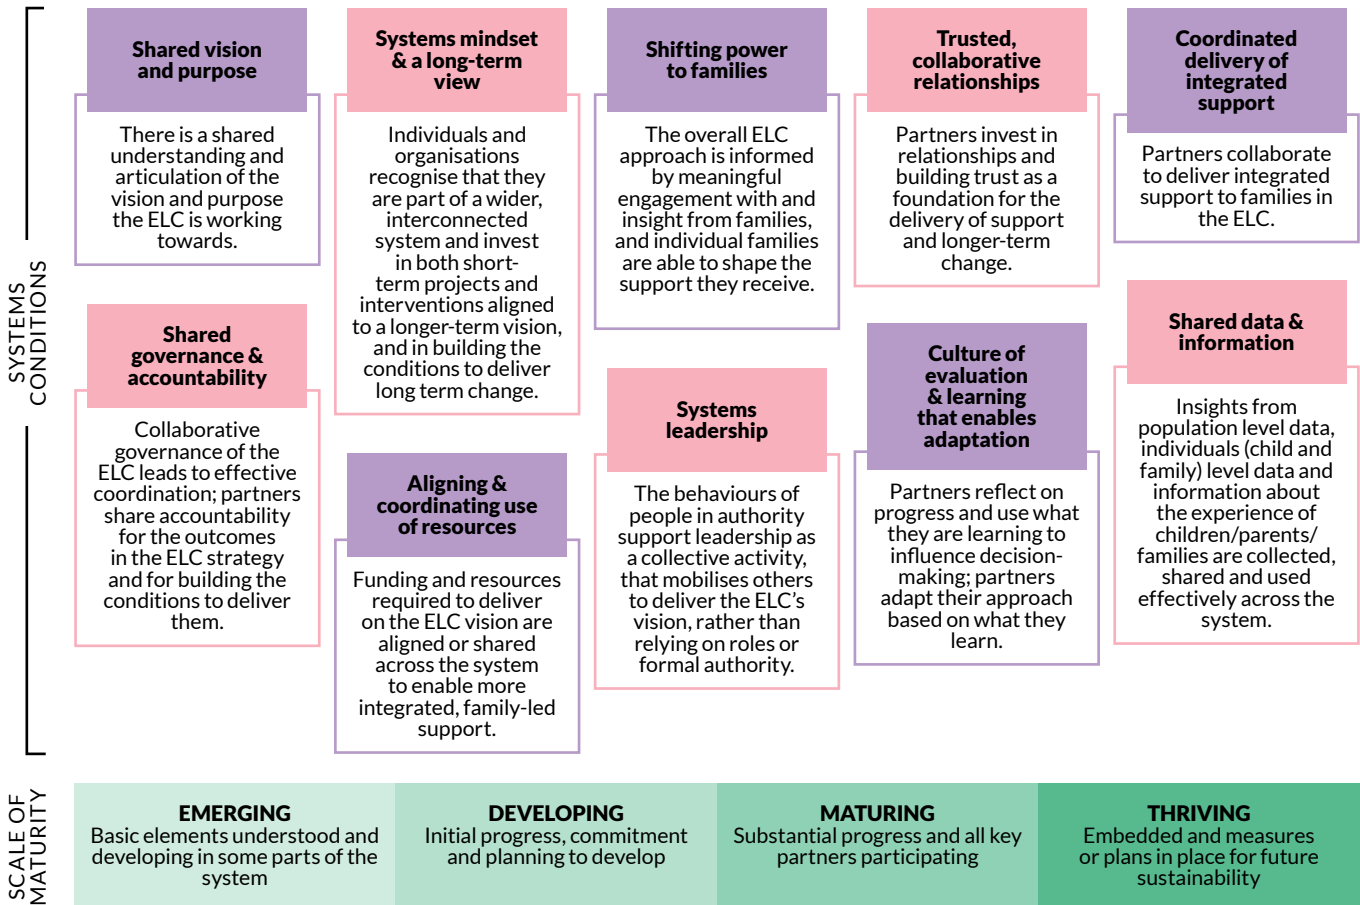 SYSTEMS
CONDITIONS
Shared vision
and purpose
There is a shared
understanding and
articulation of the
vision and purpose
the ELC is working
towards.
Shared
governance &
accountability
Collaborative
governance of the
ELC leads to effective
coordination; partners
share accountability
for the outcomes
in the ELC strategy
and for building the
conditions to deliver
them.
Systems mindset
& a long-term
view
Individuals and
organisations
recognise that they
are part of a wider,
interconnected
system and invest
in both short-
term projects and
interventions aligned
to a longer-term vision,
and in building the
conditions to deliver
long term change.
Aligning &
coordinating use
of resources
Funding and resources
required to deliver
on the ELC vision are
aligned or shared
across the system
to enable more
integrated, family-led
support.
Shifting power
to families
The overall ELC
approach is informed
by meaningful
engagement with and
insight from families,
and individual families
are able to shape the
support they receive.
Systems
leadership
The behaviours of
people in authority
support leadership as
a collective activity,
that mobilises others
to deliver the ELC’s
vision, rather than
relying on roles or
formal authority.
Trusted,
collaborative
relationships
Partners invest in
relationships and
building trust as a
foundation for the
delivery of support
and longer-term
change.
Culture of
evaluation
& learning
that enables
adaptation
Partners reflect on
progress and use what
they are learning to
influence decision-
making; partners
adapt their approach
based on what they
learn.
Coordinated
delivery of
integrated
support
Partners collaborate
to deliver integrated
support to families in
the ELC.
Shared data &
information
Insights from
population level data,
individuals (child and
family) level data and
information about
the experience of
children/parents/
families are collected,
shared and used
effectively across the
system.
SCALE OF
MATURITY
EMERGING
Basic elements understood and
developing in some parts of the
system
DEVELOPING
Initial progress, commitment
and planning to develop
MATURING
Substantial progress and all key
partners participating
THRIVING
Embedded and measures
or plans in place for future
sustainability